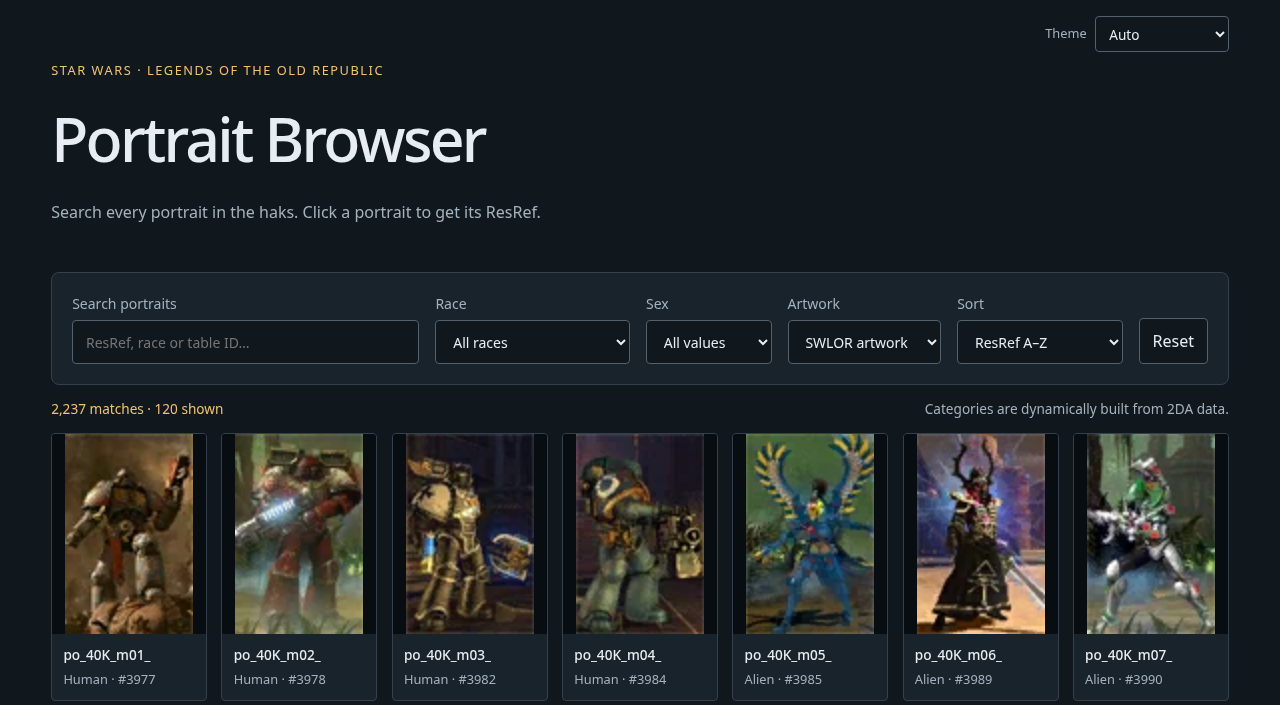 Theme Auto
STAR WARS · LEGENDS OF THE OLD REPUBLIC
Portrait Browser
Search every portrait in the haks. Click a portrait to get its ResRef.
Search portraits Race Sex Artwork Sort
ResRef, race or table ID... All races All values SWLOR artwork ResRef A–Z Reset
2,237 matches · 120 shown Categories are dynamically built from 2DA data.
po_40K_m01_ po_40K_m02_ po_40K_m03_ po_40K_m04_ po_40K_m05_ po_40K_m06_ po_40K_m07_
Human · #3977 Human · #3978 Human · #3982 Human · #3984 Alien · #3985 Alien · #3989 Alien · #3990